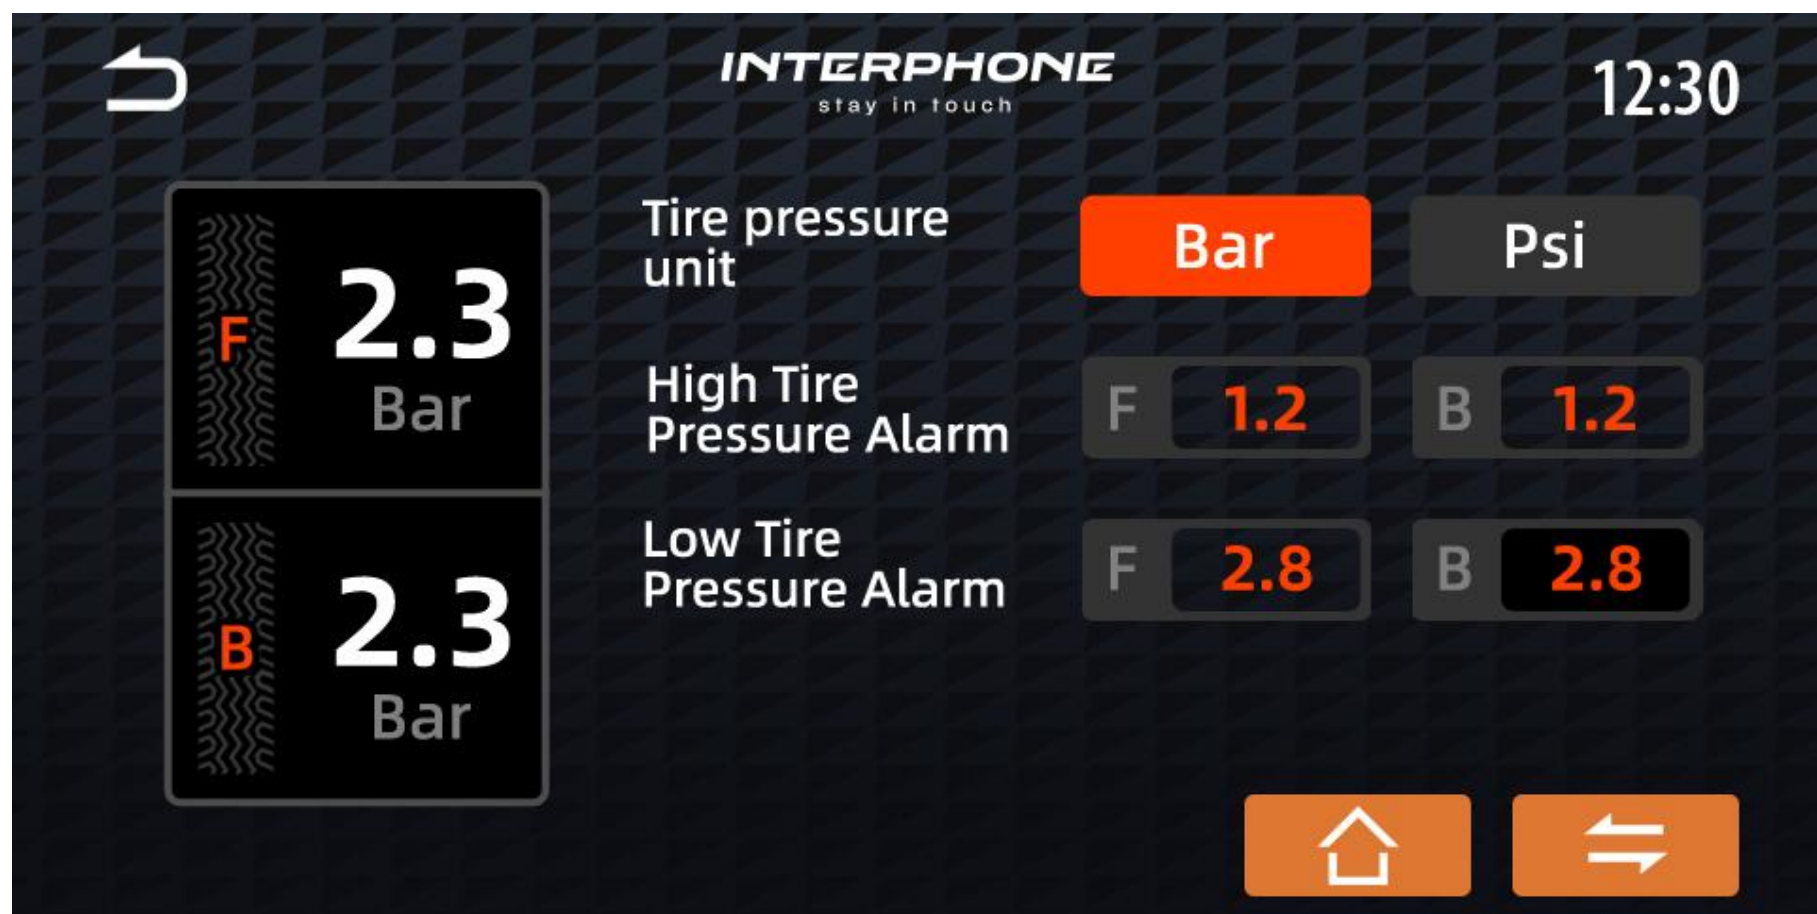 INTERPHONE
stay in touch
12:30
F
2.3
Bar
B
2.3
Bar
Tire pressure
unit
Bar
Psi
High Tire
Pressure Alarm
F
1.2
B
1.2
Low Tire
Pressure Alarm
F
2.8
B
2.8